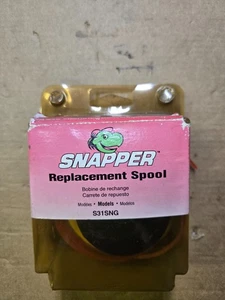 SNAPPER
Replacement Spool
Bobine de rechange
Carrete de repuesto
Modèles • Models • Modelos
S31SNG